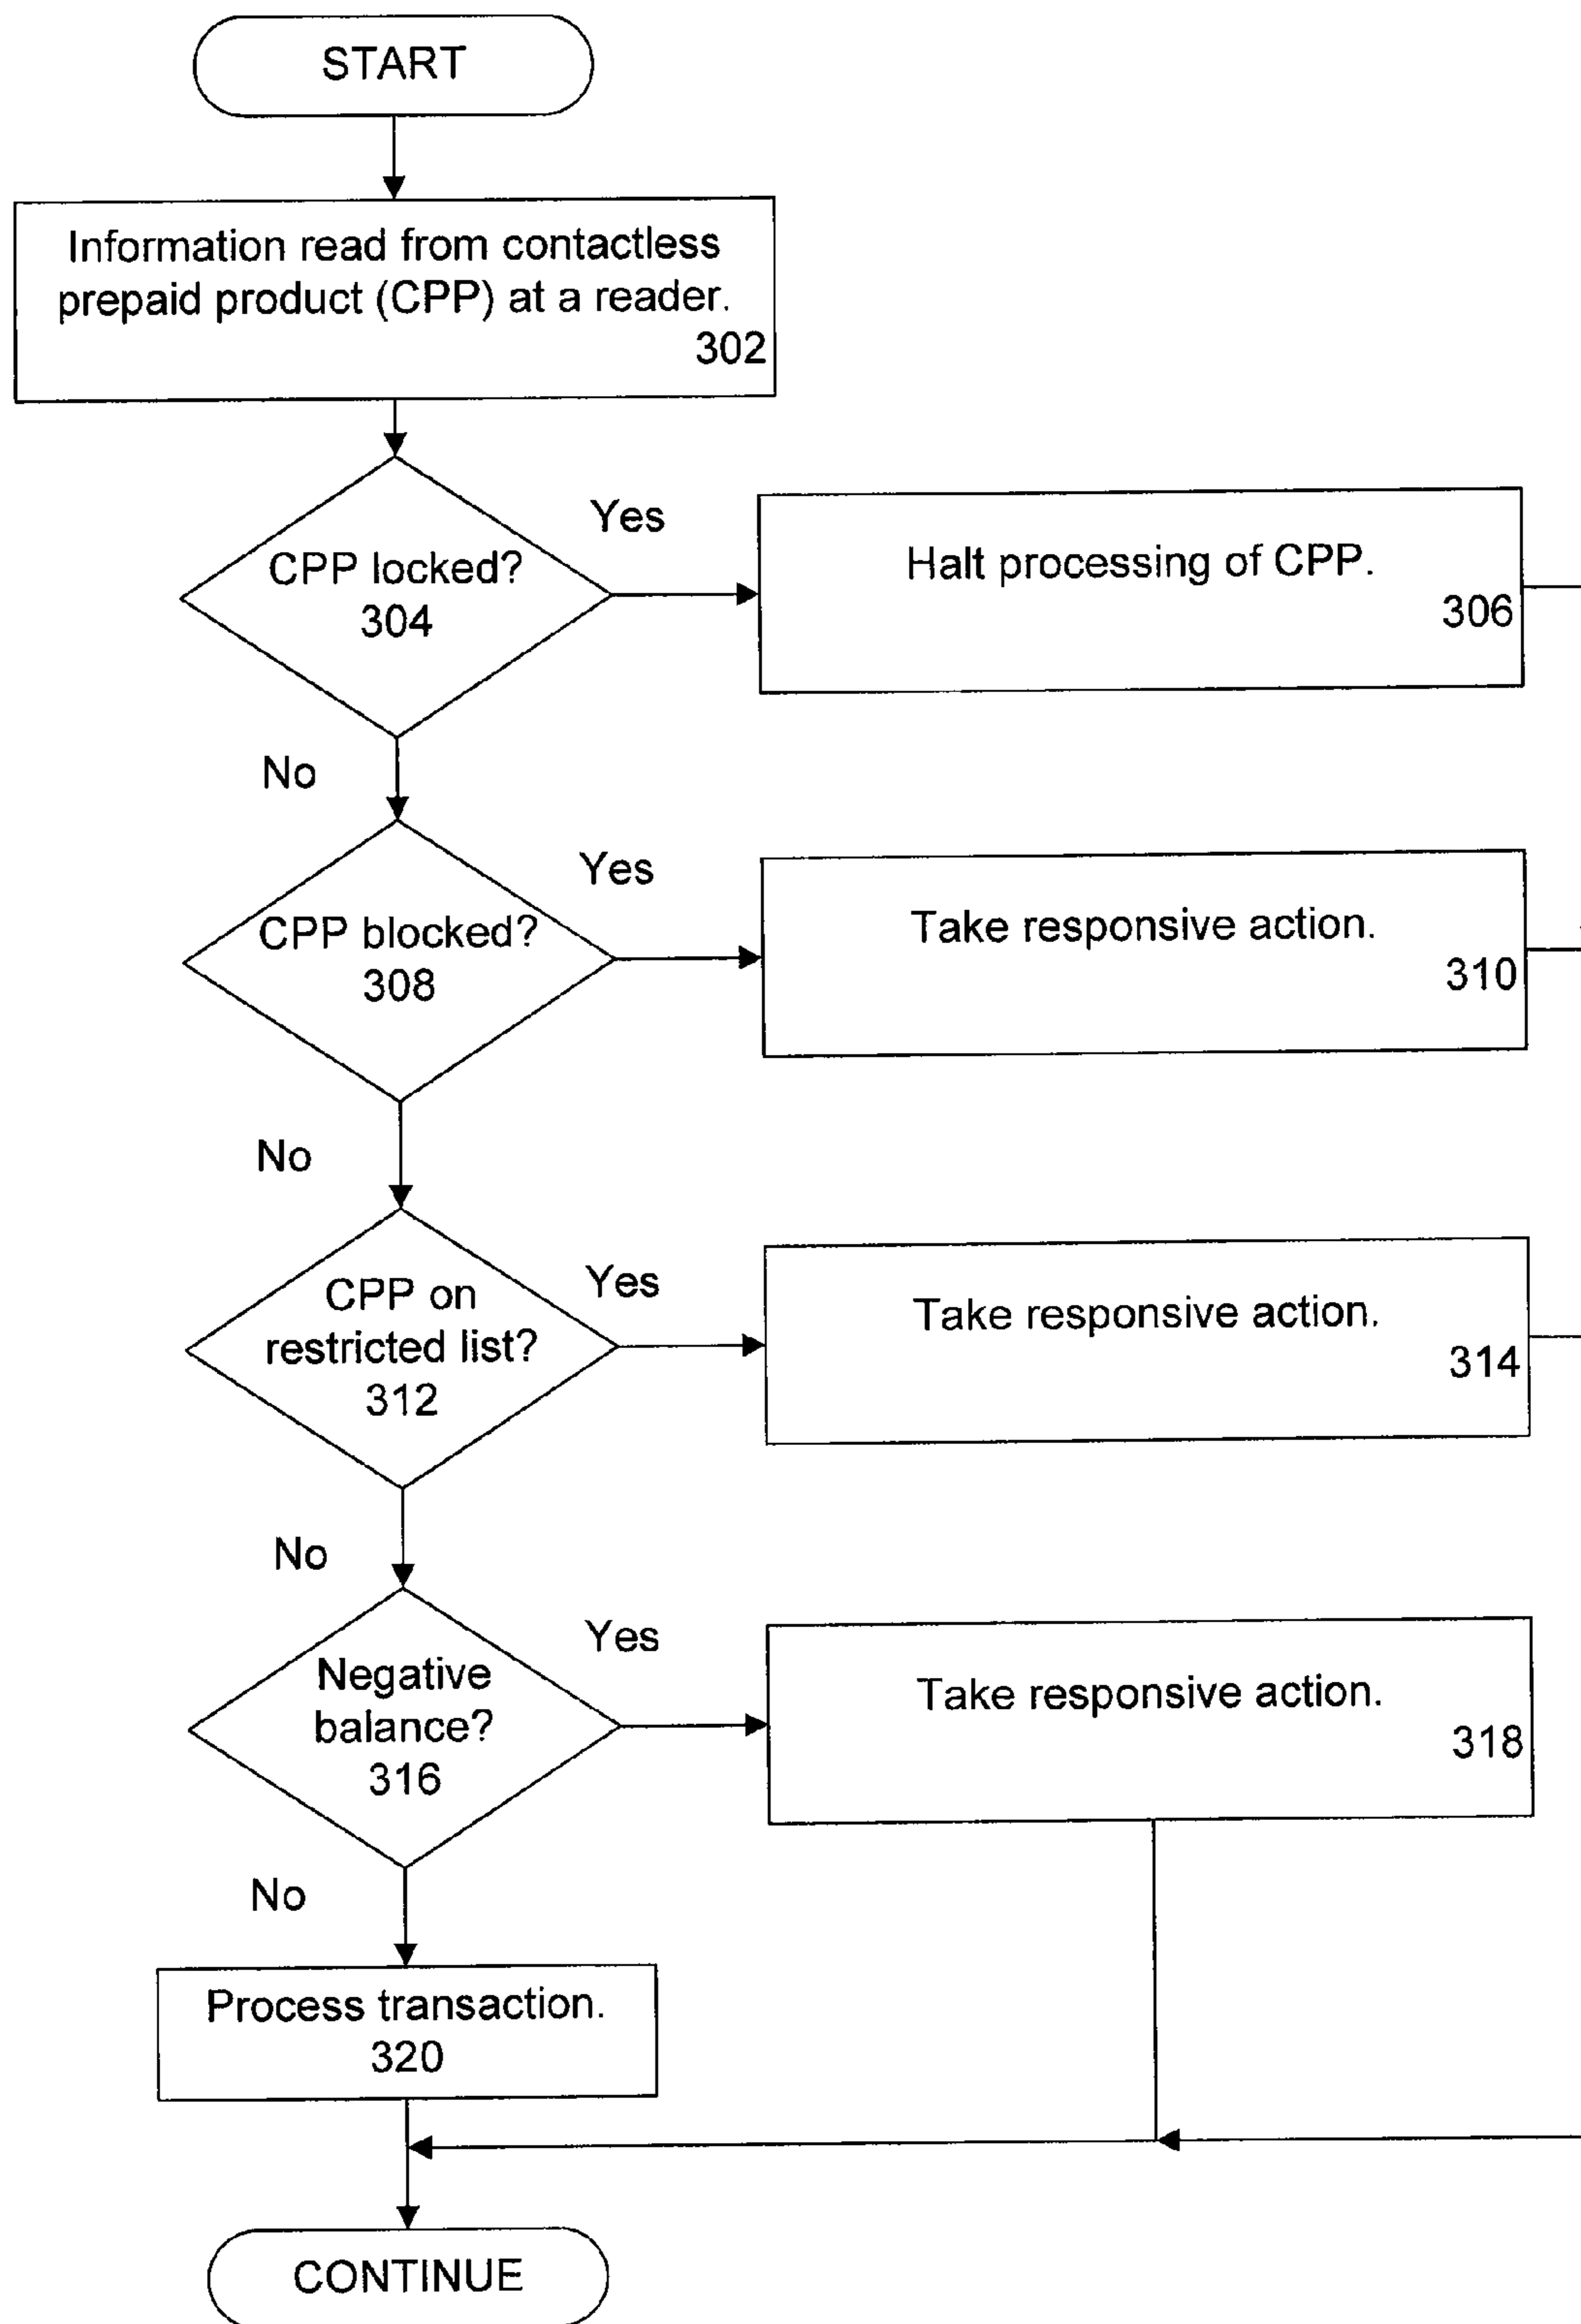 START
Information read from contactless
prepaid product (CPP) at a reader.
302
CPP locked?
304
Yes
Halt processing of CPP.
306
No
CPP blocked?
308
Yes
Take responsive action.
310
No
CPP on
restricted list?
312
Yes
Take responsive action.
314
No
Negative
balance?
316
Yes
Take responsive action.
318
No
Process transaction.
320
CONTINUE